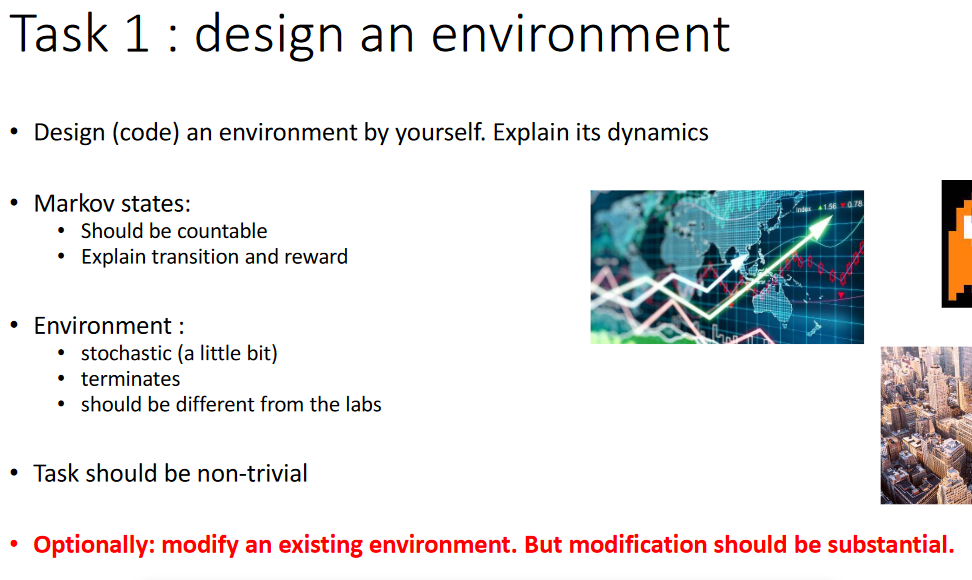 Task 1 : design an environment
• Design (code) an environment by yourself. Explain its dynamics
• Markov states:
• Should be countable
• Explain transition and reward
Index 1.56 0.78
• Environment :
• stochastic (a little bit)
• terminates
• should be different from the labs
• Task should be non-trivial
• Optionally: modify an existing environment. But modification should be substantial.